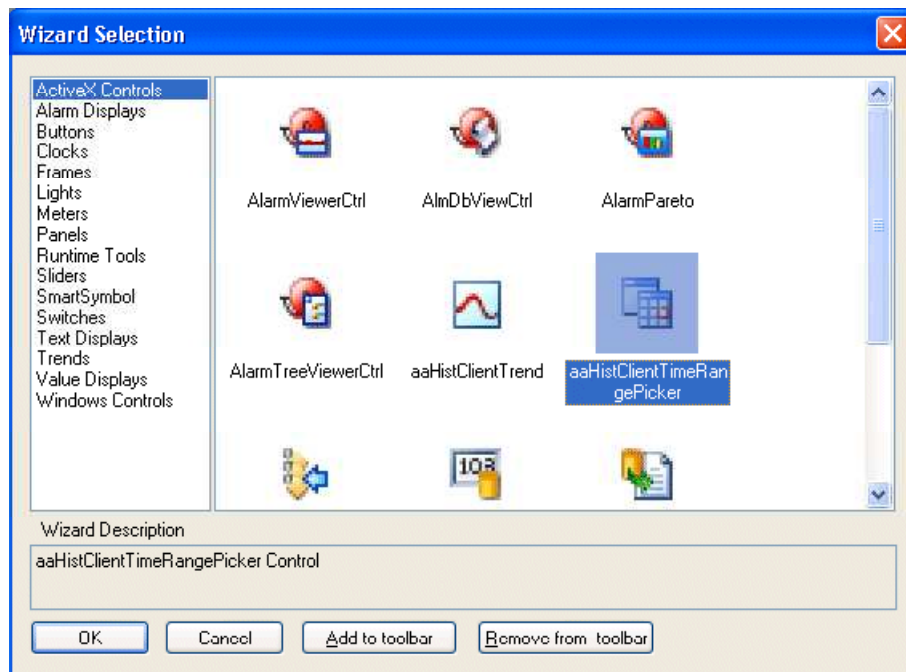 Wizard Selection
ActiveX Controls
Alarm Displays
Buttons
Clocks
Frames
Lights
Meters
Panels
Runtime Tools
Sliders
SmartSymbol
Switches
Text Displays
Trends
Value Displays
Windows Controls
AlarmViewerCtrl
AlmDbViewCtrl
AlarmPareto
AlarmTreeViewerCtrl
aaHistClientTrend
aaHistClientTimeRan
gePicker
103
Wizard Description
aaHistClientTimeRangePicker Control
OK
Cancel
Add to toolbar
Remove from toolbar